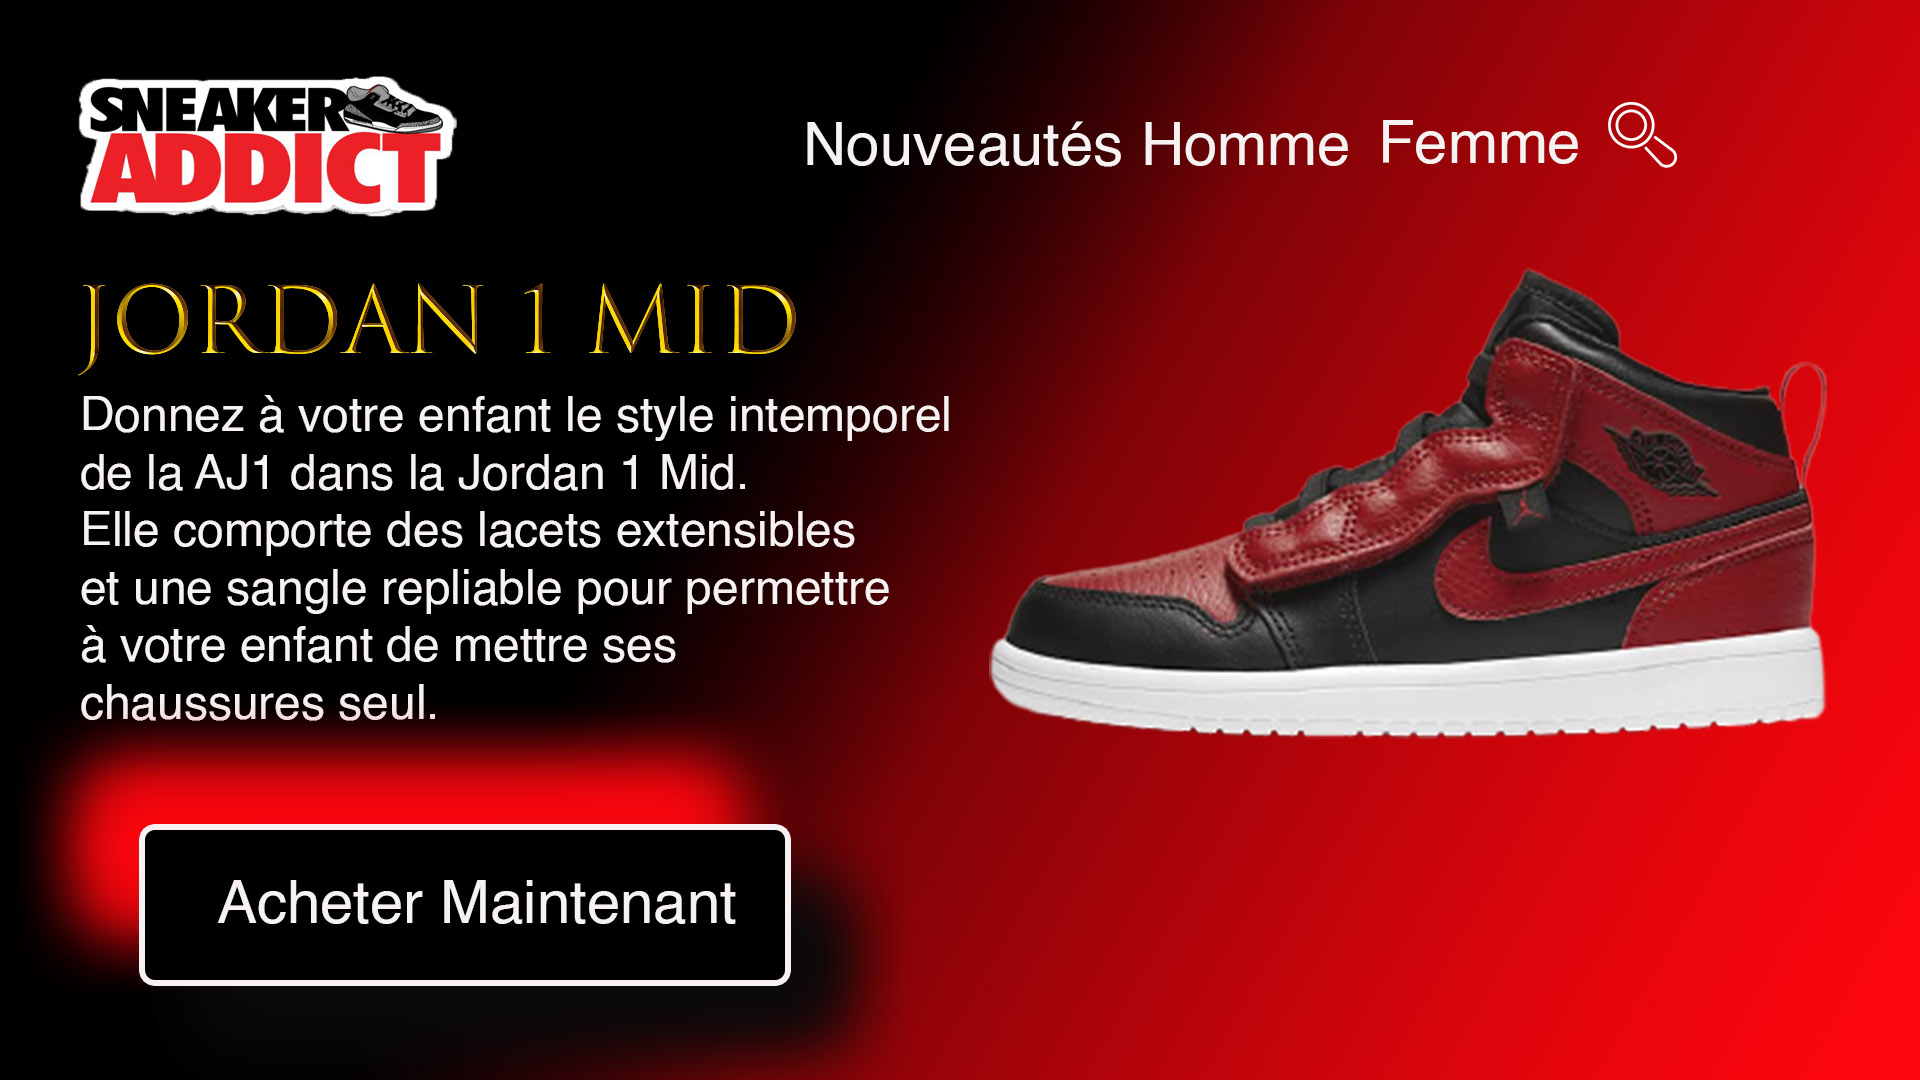 SNEAKER
ADDICT
Nouveautés Homme Femme
JORDAN 1 MID
Donnez à votre enfant le style intemporel
de la AJ1 dans la Jordan 1 Mid.
Elle comporte des lacets extensibles
et une sangle repliable pour permettre
à votre enfant de mettre ses
chaussures seul.
Acheter Maintenant